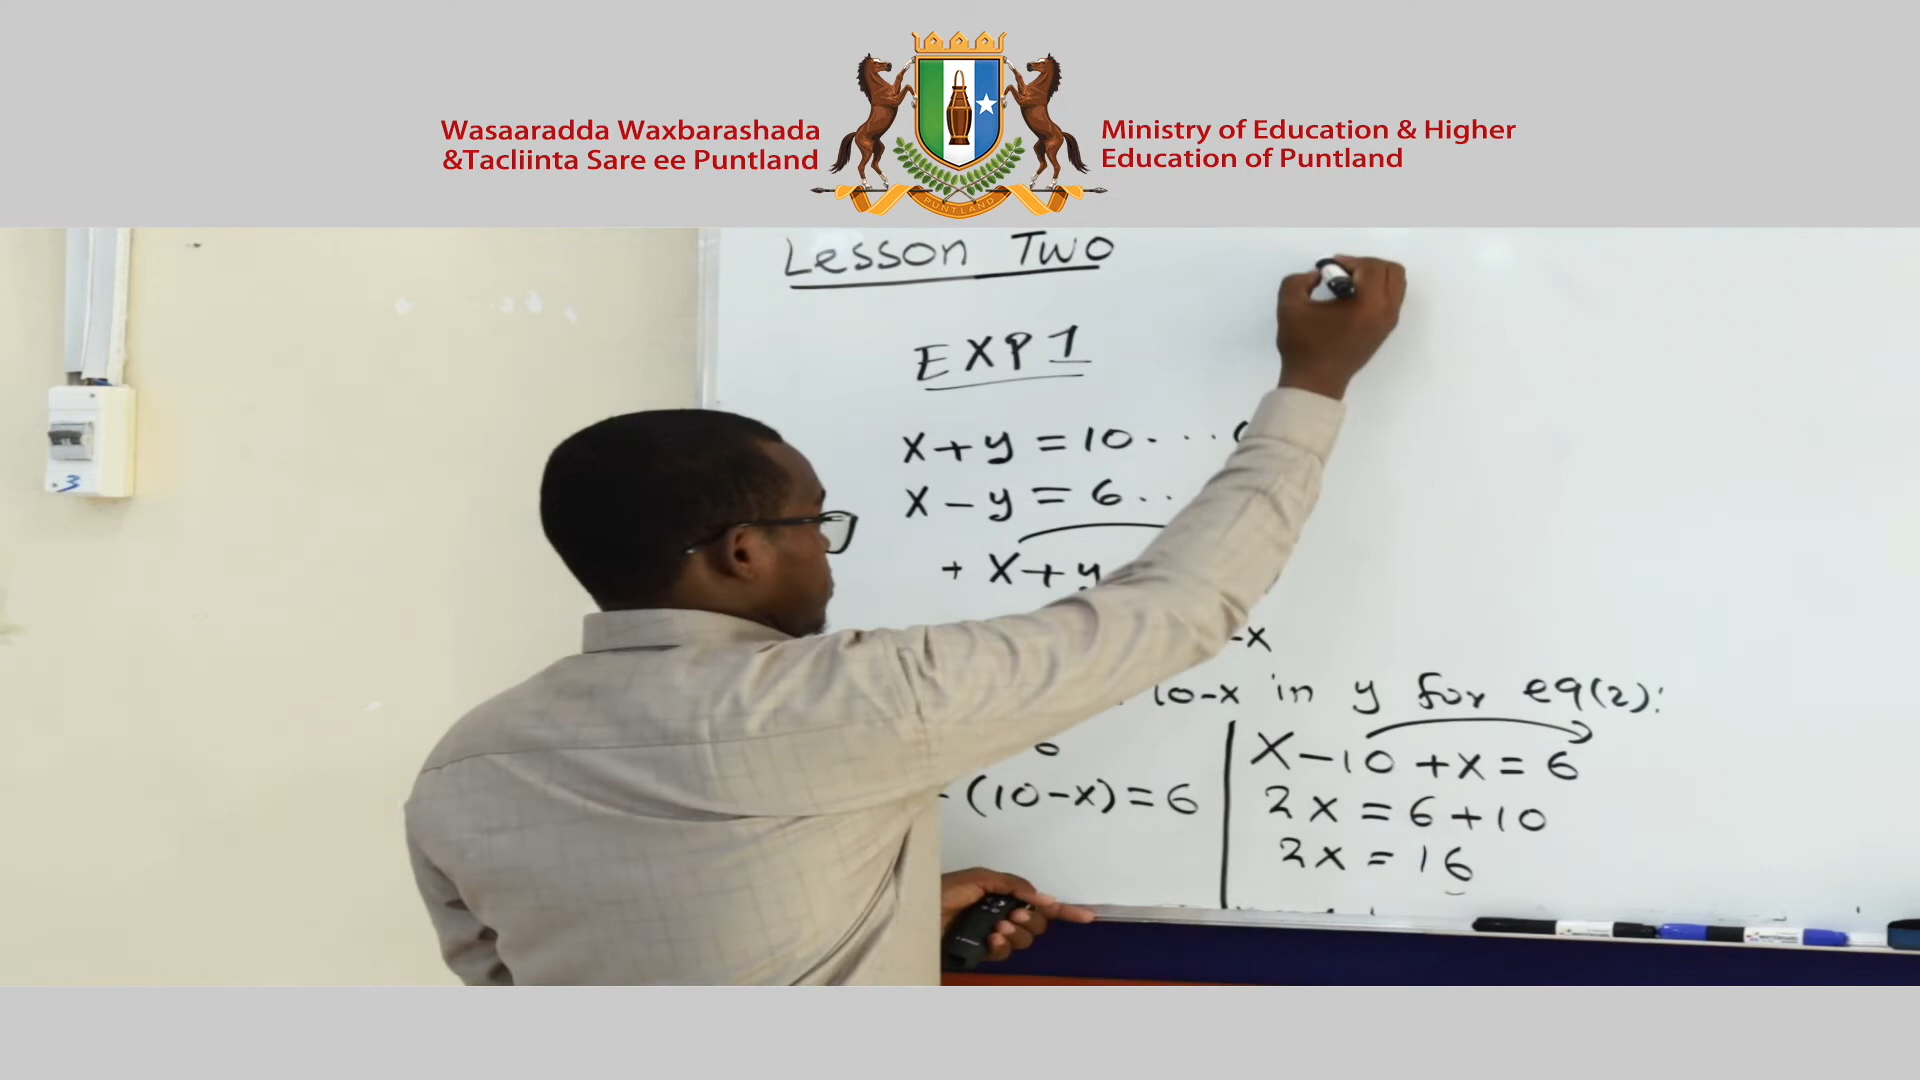 Wasaaradda Waxbarashada
&Tacliinta Sare ee Puntland
PUNTLAND
Ministry of Education & Higher
Education of Puntland
Lesson Two
EXP 1
x+y=10...(
x-y=6..
+ x+y
-x
10-x in y for eq(2):
- (10-x)=6
x-10+x=6
2x=6+10
2x=16
3